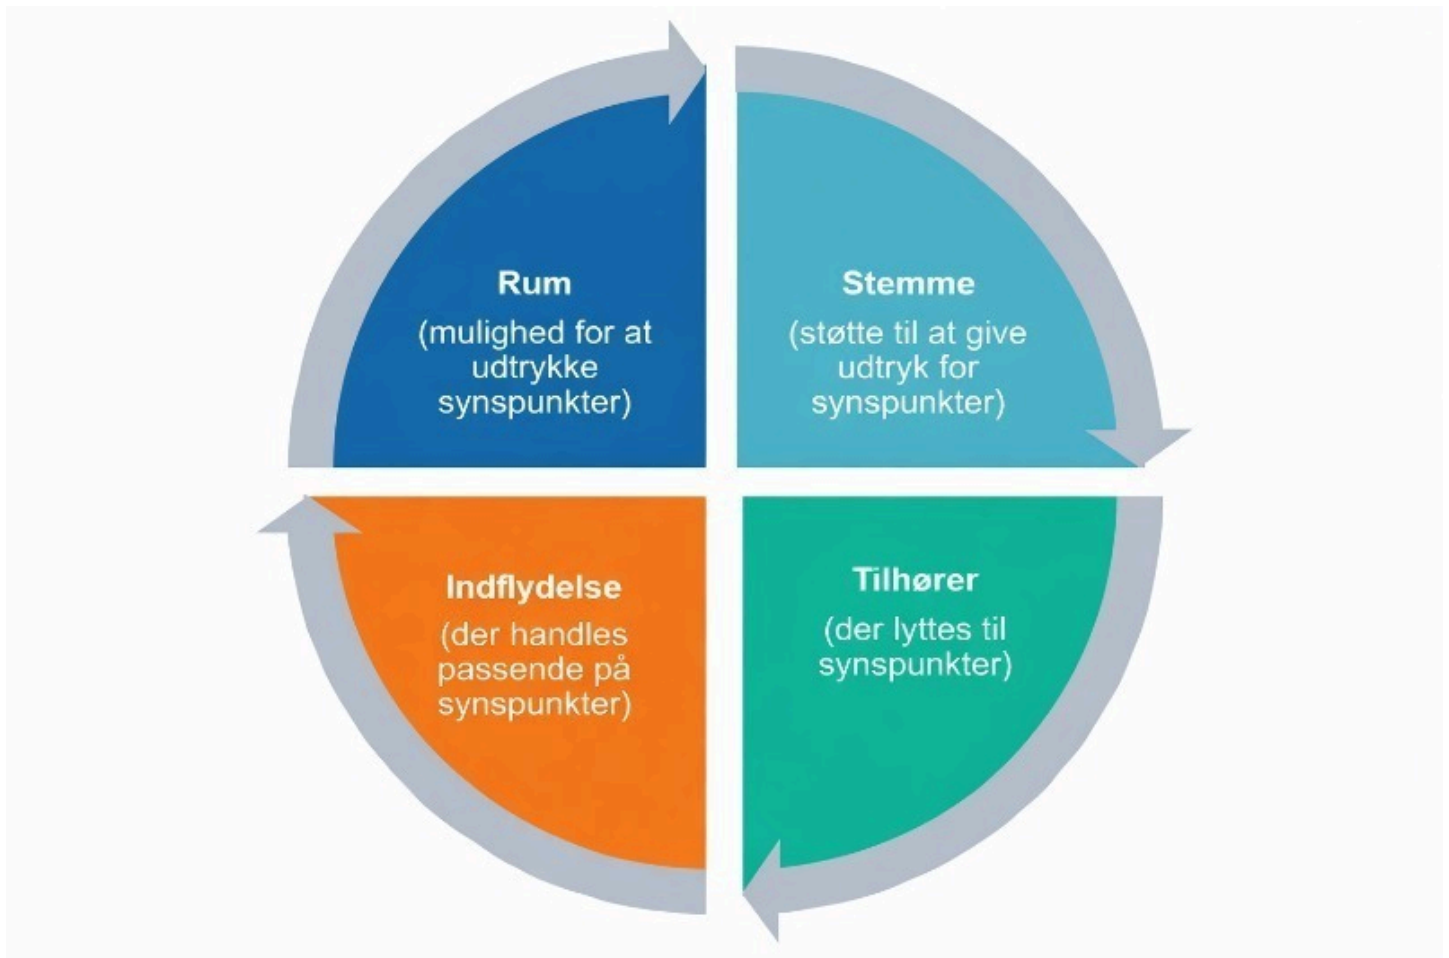 Rum
(mulighed for at
udtrykke
synspunkter)
Stemme
(støtte til at give
udtryk for
synspunkter)
Tilhører
(der lyttes til
synspunkter)
Indflydelse
(der handles
passende på
synspunkter)